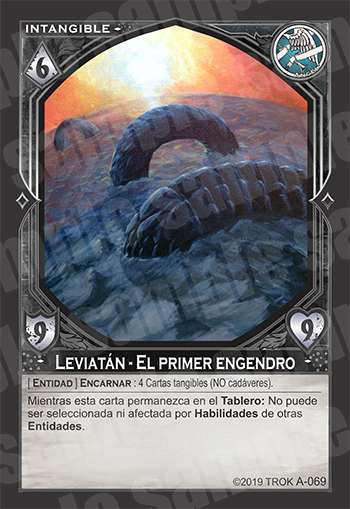 INTANGIBLE
6
ANGEL
9
9
LEVIATÁN - EL PRIMER ENGENDRO
[ ENTIDAD ] ENCARNAR : 4 Cartas tangibles (NO cadáveres).
Mientras esta carta permanezca en el Tablero: No puede
ser seleccionada ni afectada por Habilidades de otras
Entidades.
©2019 TROK A-069